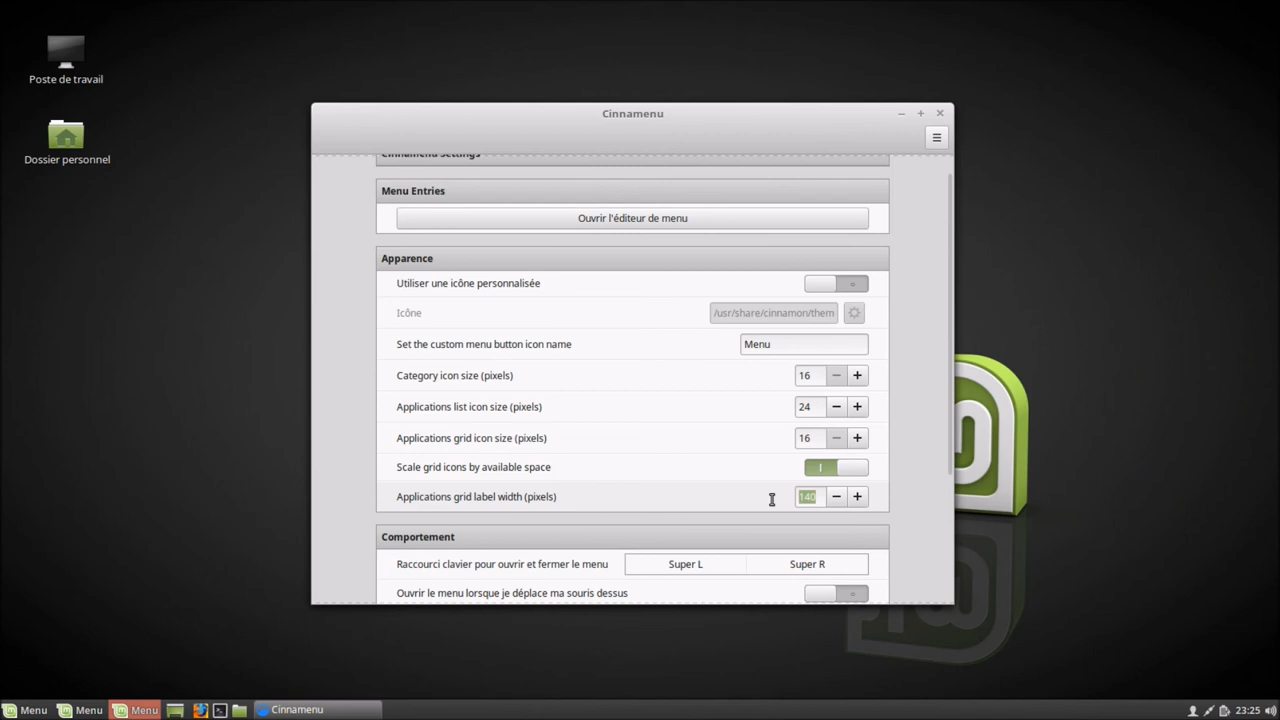 Poste de travail
Dossier personnel
Cinnamenu
Cinnamenu Settings
Menu Entries
Ouvrir l'éditeur de menu
Apparence
Utiliser une icône personnalisée
Icône /usr/share/cinnamon/them
Set the custom menu button icon name Menu
Category icon size (pixels) 16
Applications list icon size (pixels) 24
Applications grid icon size (pixels) 16
Scale grid icons by available space
Applications grid label width (pixels) 140
Comportement
Raccourci clavier pour ouvrir et fermer le menu Super L Super R
Ouvrir le menu lorsque je déplace ma souris dessus
Menu Menu Menu Cinnamenu 23:25